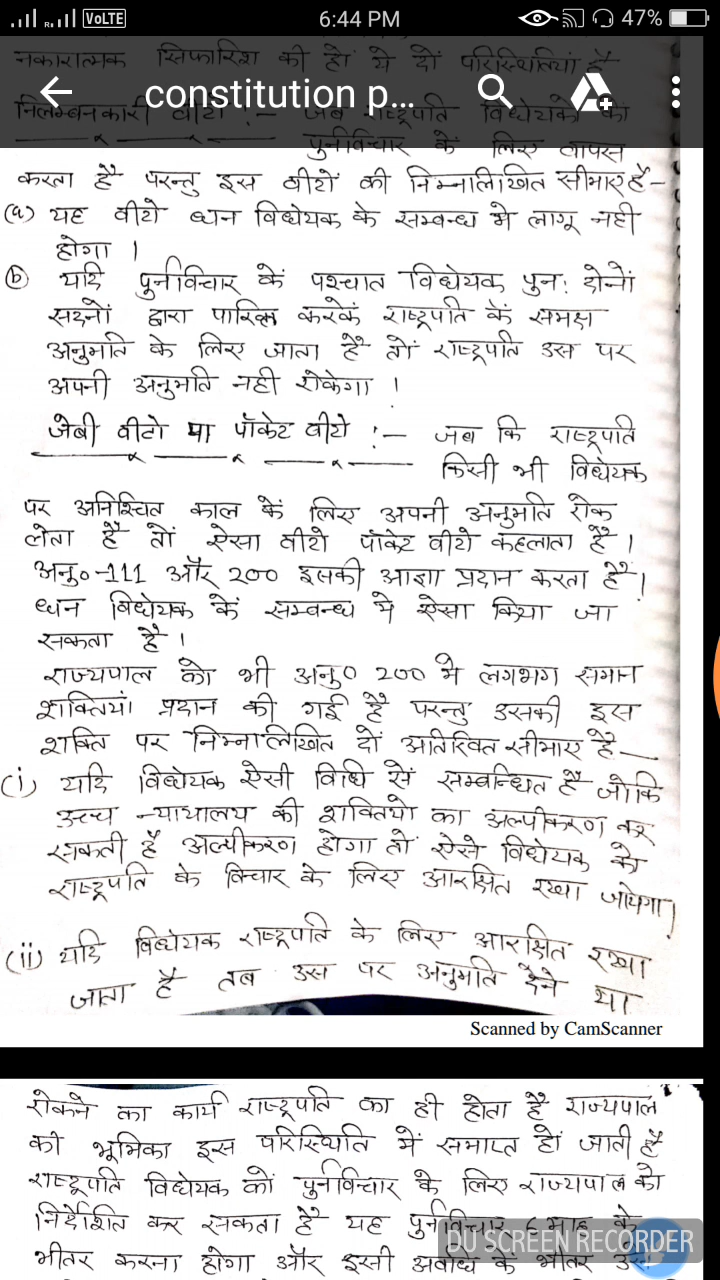 6:44 PM
VoLTE
47%
constitution p...
नकारात्मक सिफारिश की हो ये दो परिस्थितियां है
निलम्बनकारी वीटो :- जब राष्ट्रपति विधेयको को
पुर्नविचार के लिए वापस
करता है परन्तु इस वीटो की निम्नलिखित सीमाए है-
(a) यह वीटो धन विधेयक के सम्बन्ध मे लागू नही
होगा ।
(b) यदि पुर्नविचार के पश्चात विधेयक पुन: दोनों
सदनों द्वारा पारित करके राष्ट्रपति के समक्ष
अनुमति के लिए जाता है तो राष्ट्रपति उस पर
अपनी अनुमति नही रोकेगा ।
जेबी वीटो या पॉकेट वीटो :- जब कि राष्ट्रपति
किसी भी विधेयक
पर अनिश्चित काल के लिए अपनी अनुमति रोक
लेता है तो ऐसा वीटो पॉकेट वीटो कहलाता है ।
अनु०-111 और 200 इसकी आज्ञा प्रदान करता है।
धन विधेयक के सम्बन्ध मे ऐसा किया जा
सकता है ।
राज्यपाल को भी अनु० 200 मे लगभग समान
शक्तियां प्रदान की गई है परन्तु उसकी इस
शक्ति पर निम्नालिखित दो अतिरिक्त सीमाए है—
(i) यदि विधेयक ऐसी विधि से सम्बन्धित है जोकि
उच्च न्यायालय की शक्तियो का अल्पीकरण कर
सकती है अल्पीकरण होगा तो ऐसे विधेयक को
राष्ट्रपति के विचार के लिए आरक्षित रखा जायेगा।
(ii) यदि विधेयक राष्ट्रपति के लिए आरक्षित रखा
जाता है तब उस पर अनुमति देने या
Scanned by CamScanner
रोकने का कार्य राष्ट्रपति का ही होता है राज्यपाल
की भूमिका इस परिस्थिति में समाप्त हो जाती है
राष्ट्रपति विधेयक को पुर्नविचार के लिए राज्यपाल को
निर्देशित कर सकता है यह पुर्नविचार 6 माह के
भीतर करना होगा और इसी अवधि के भीतर उसे
DU SCREEN RECORDER